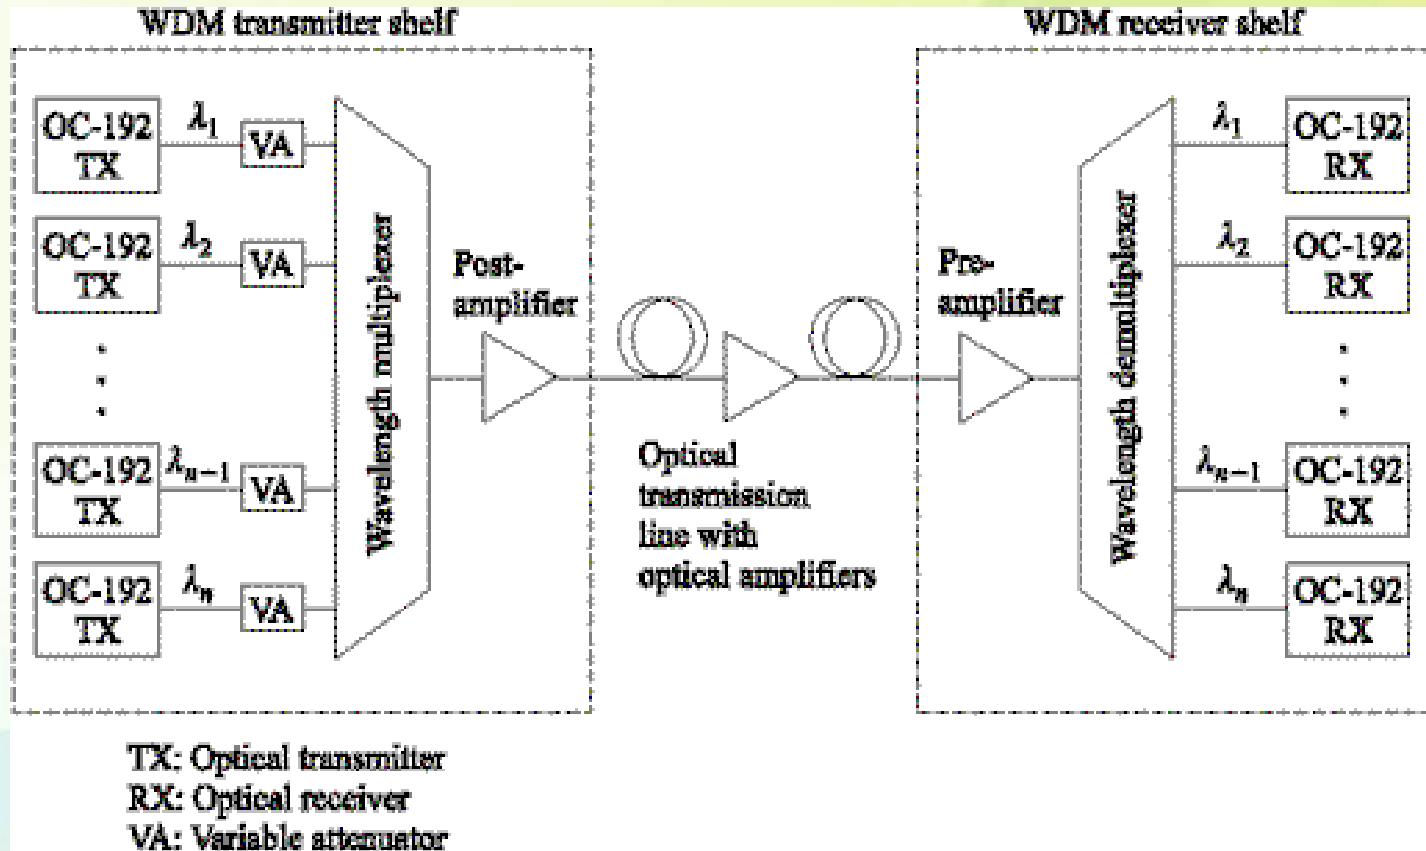 WDM transmitter shelf
WDM receiver shelf
OC-192
TX
λ1
VA
OC-192
TX
λ2
VA
OC-192
TX
λn−1
VA
OC-192
TX
λn
VA
Wavelength multiplexer
Post-
amplifier
Optical
transmission
line with
optical amplifiers
Pre-
amplifier
Wavelength demultiplexer
λ1
OC-192
RX
λ2
OC-192
RX
λn−1
OC-192
RX
λn
OC-192
RX
TX: Optical transmitter
RX: Optical receiver
VA: Variable attenuator